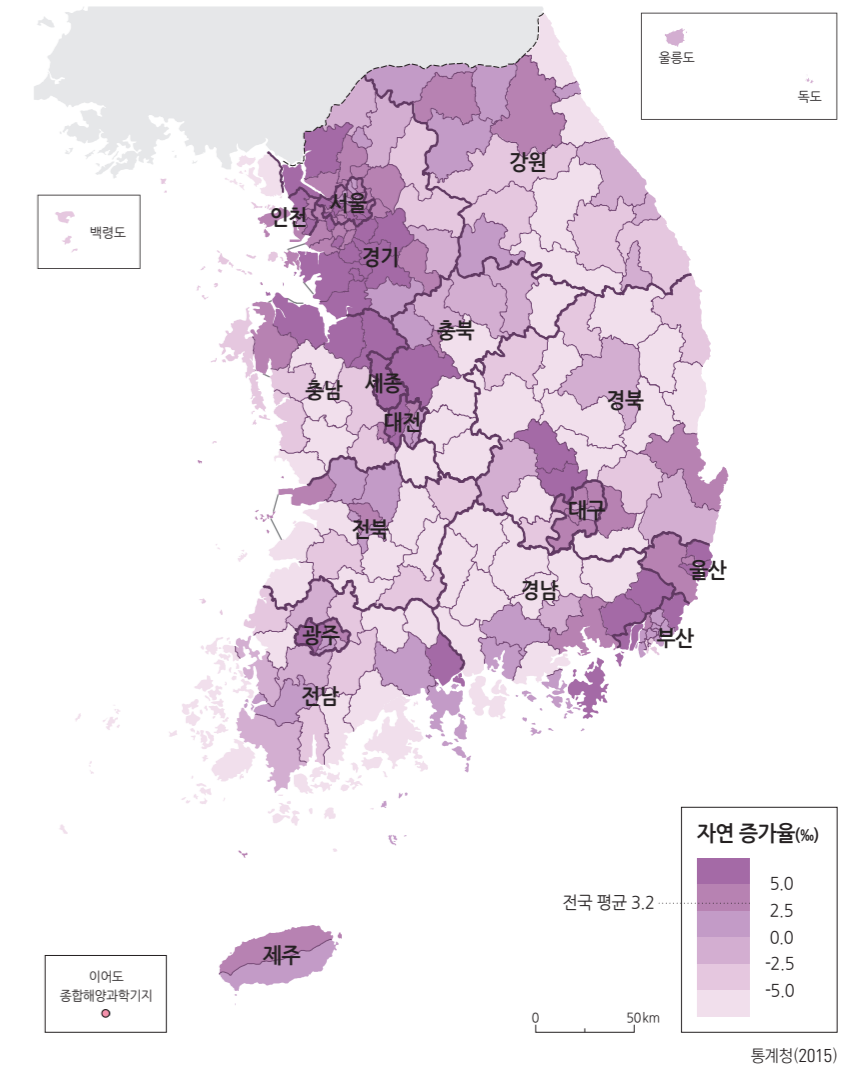 울릉도
독도
강원
서울
인천
백령도
경기
충북
세종
충남
경북
대전
대구
전북
경남
울산
광주
부산
전남
자연 증가율(‰)
5.0
전국 평균 3.2
2.5
0.0
-2.5
-5.0
제주
이어도
종합해양과학기지
0 50km
통계청(2015)